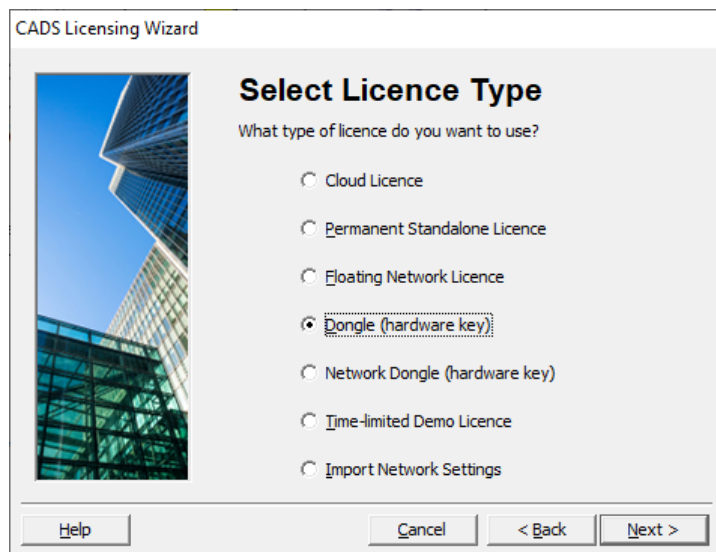 CADS Licensing Wizard
Select Licence Type
What type of licence do you want to use?
Cloud Licence
Permanent Standalone Licence
Floating Network Licence
Dongle (hardware key)
Network Dongle (hardware key)
Time-limited Demo Licence
Import Network Settings
Help Cancel < Back Next >